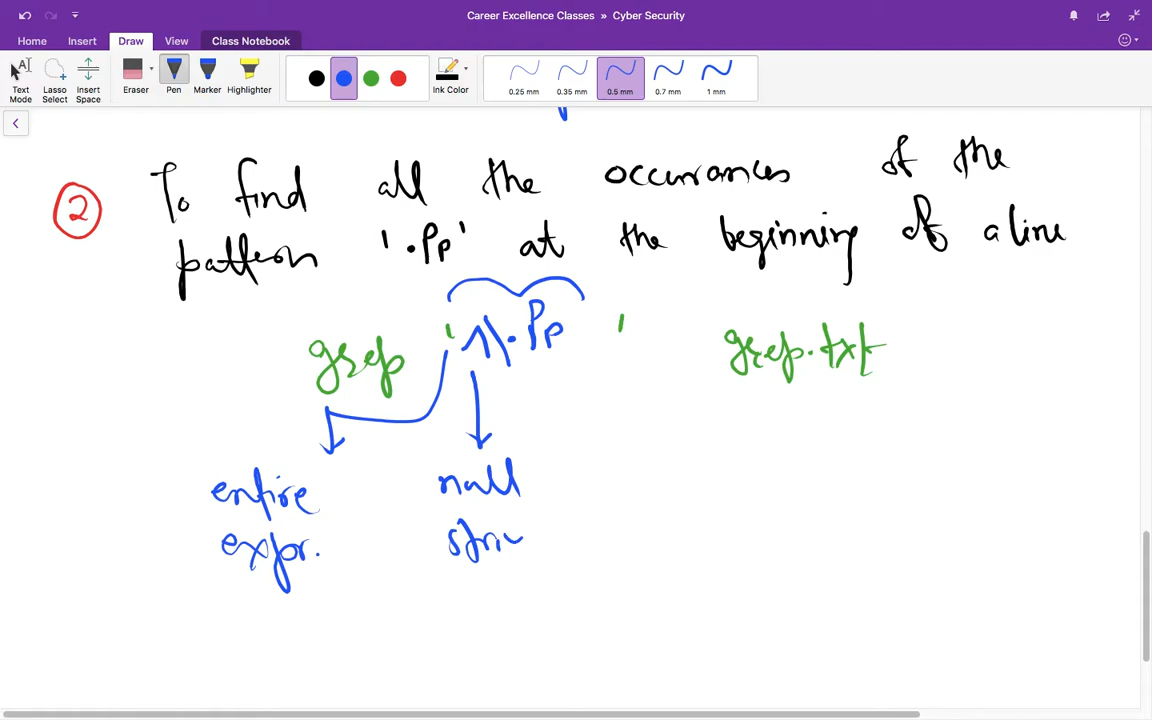 Career Excellence Classes » Cyber Security
Home Insert Draw View Class Notebook
Text Mode Lasso Select Insert Space Eraser Pen Marker Highlighter Ink Color 0.25 mm 0.35 mm 0.5 mm 0.7 mm 1 mm
② To find all the occurances of the
pattern '.Pp' at the beginning of a line
grep '^\.Pp ' grep.txt
entire null
expr. strin